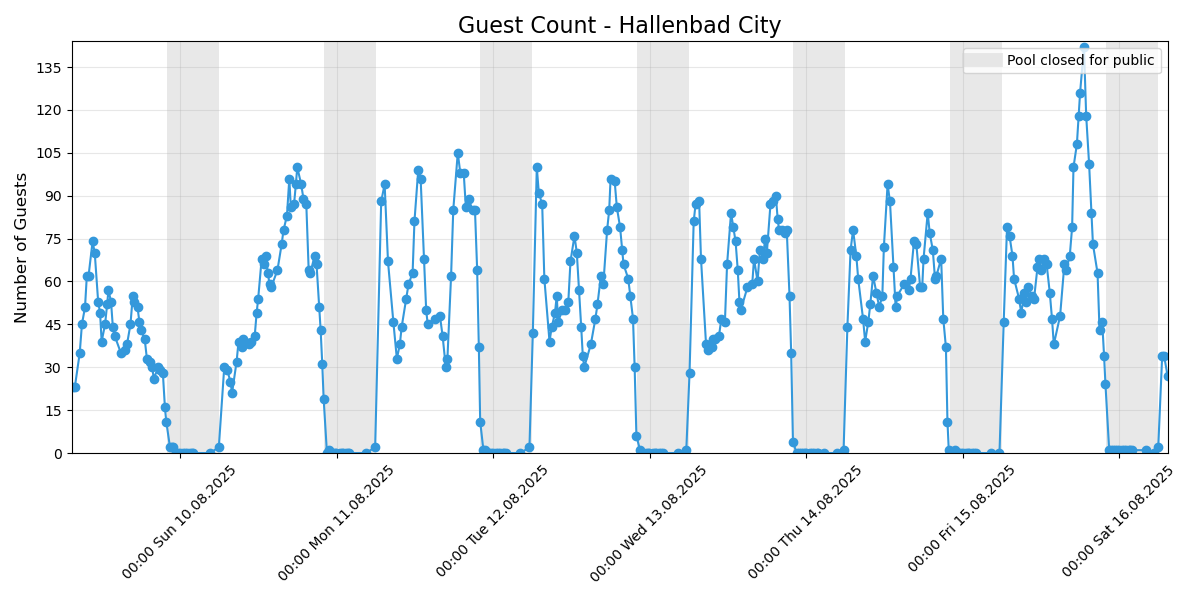 Guest Count - Hallenbad City
Pool closed for public
Number of Guests
135
120
105
90
75
60
45
30
15
0
00:00 Sun 10.08.2025
00:00 Mon 11.08.2025
00:00 Tue 12.08.2025
00:00 Wed 13.08.2025
00:00 Thu 14.08.2025
00:00 Fri 15.08.2025
00:00 Sat 16.08.2025